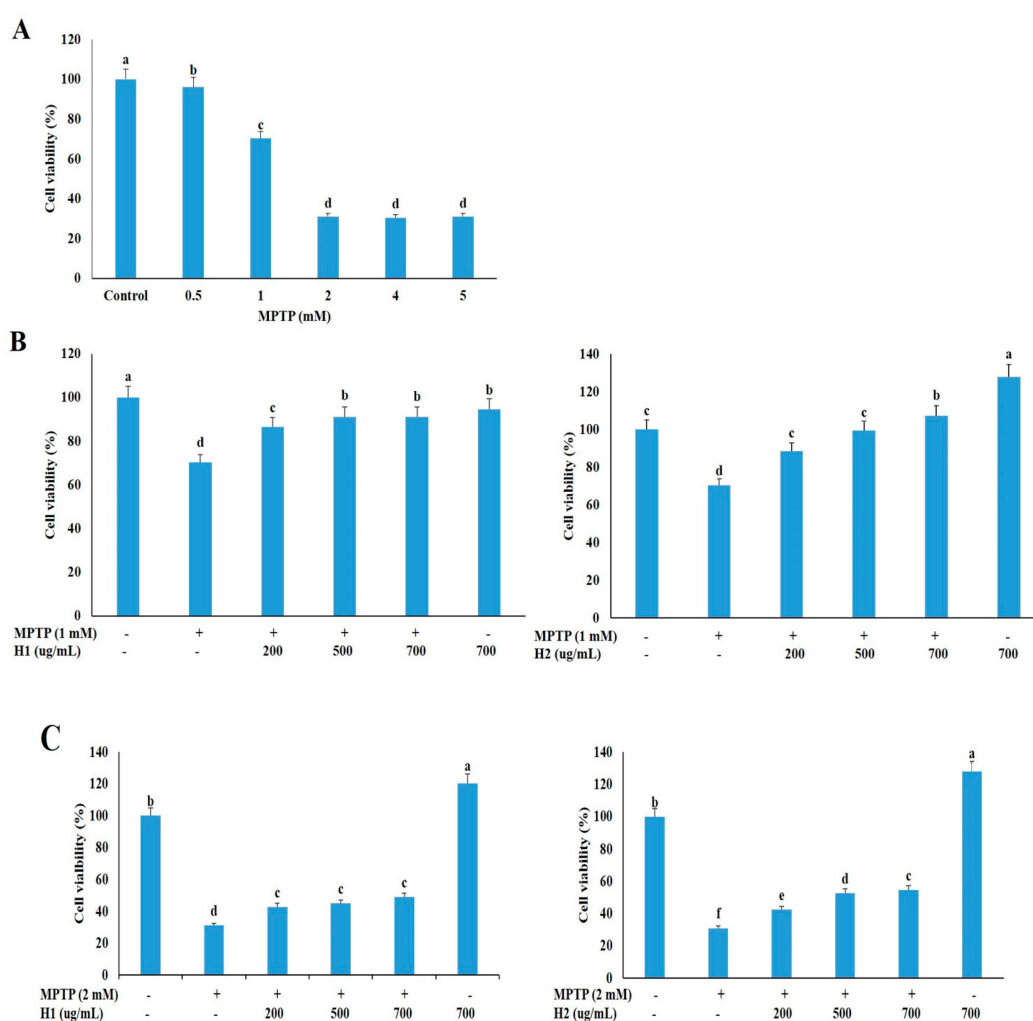 A
120
100
80
60
40
20
0
Cell viability (%)
a
b
c
d
d
d
Control 0.5 1 2 4 5
MPTP (mM)
B
120
100
80
60
40
20
0
Cell viability (%)
a
d
c
b
b
b
MPTP (1 mM) - + + + + -
H1 (ug/mL) - - 200 500 700 700
140
120
100
80
60
40
20
0
Cell viability (%)
c
d
c
c
b
a
MPTP (1 mM) - + + + + -
H2 (ug/mL) - - 200 500 700 700
C
140
120
100
80
60
40
20
0
Cell vialbility (%)
b
d
c
c
c
a
MPTP (2 mM) - + + + + -
H1 (ug/mL) - - 200 500 700 700
140
120
100
80
60
40
20
0
Cell viability (%)
b
f
e
d
c
a
MPTP (2 mM) - + + + + -
H2 (ug/mL) - - 200 500 700 700